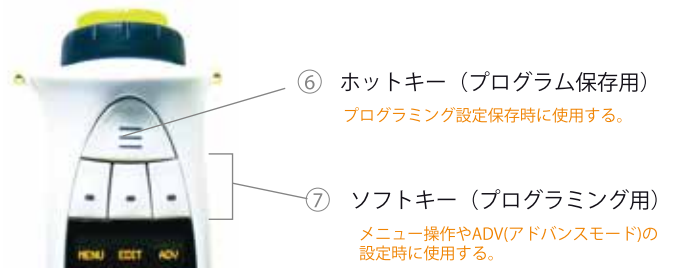 ⑥ ホットキー（プログラム保存用）
プログラミング設定保存時に使用する。
⑦ ソフトキー（プログラミング用）
メニュー操作やADV(アドバンスモード)の
設定時に使用する。
MENU EDIT ADV